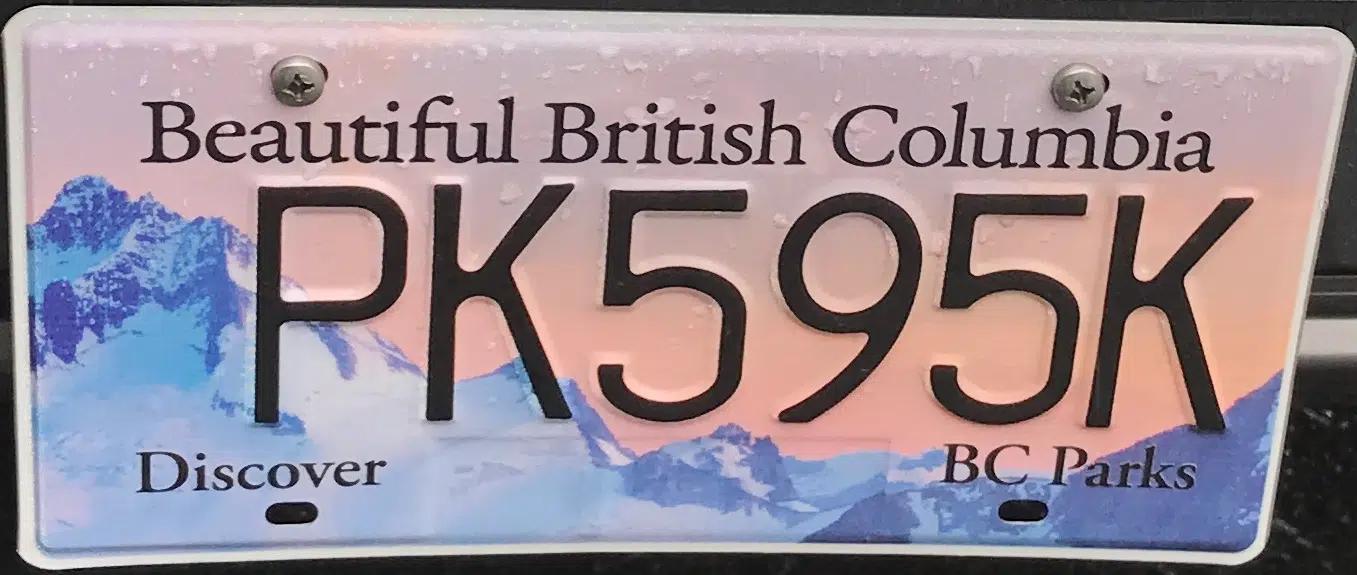 Beautiful British Columbia
PK595K
Discover BC Parks